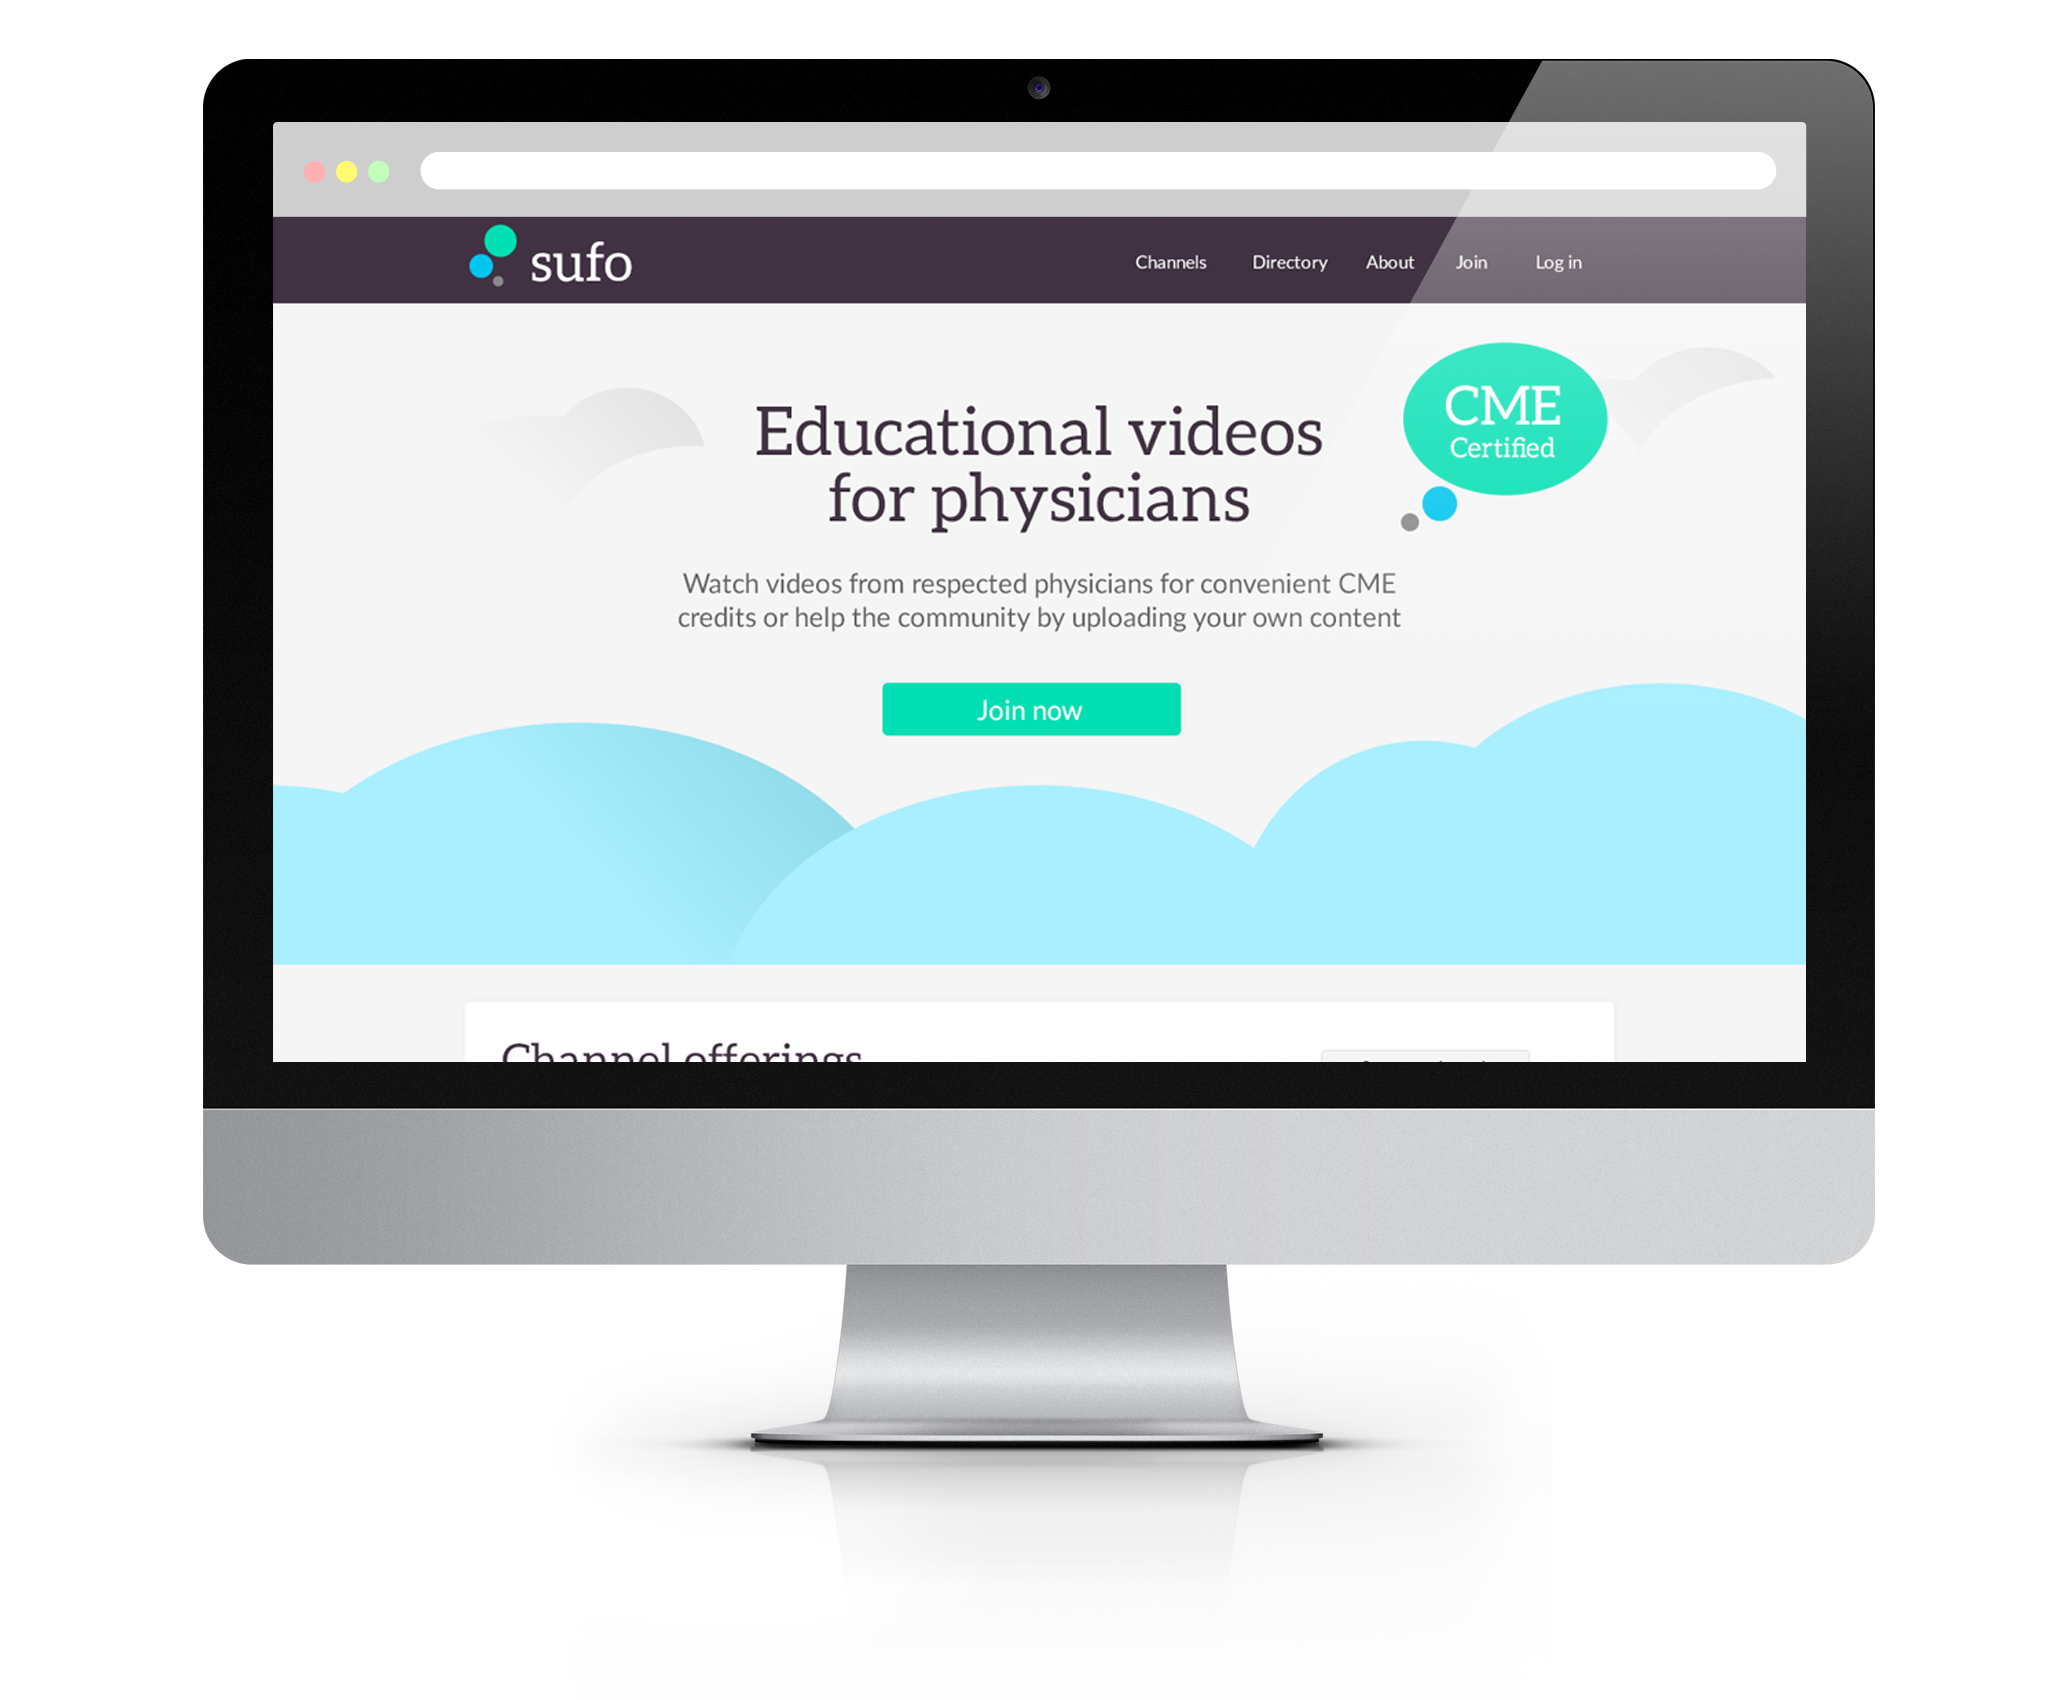 sufo
Channels Directory About Join Log in
CME
Certified
Educational videos
for physicians
Watch videos from respected physicians for convenient CME
credits or help the community by uploading your own content
Join now
Channel offerings